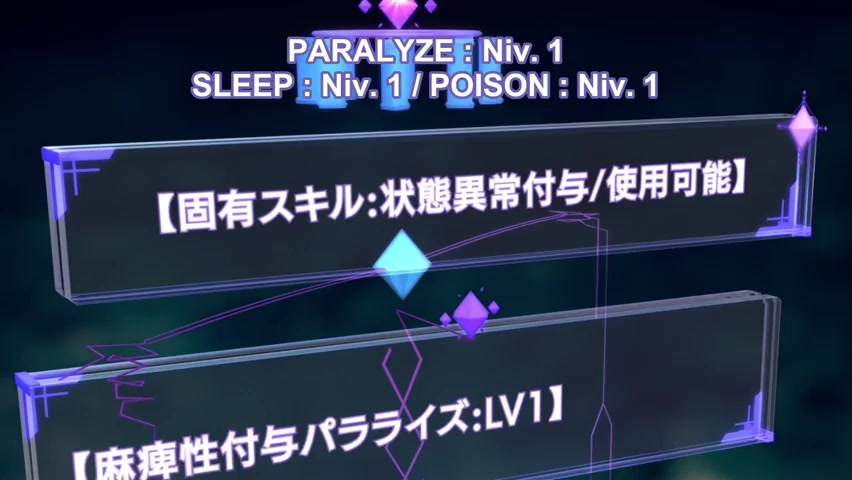 PARALYZE : Niv. 1
SLEEP : Niv. 1 / POISON : Niv. 1
【固有スキル:状態異常付与/使用可能】
【麻痺性付与パラライズ:LV1】